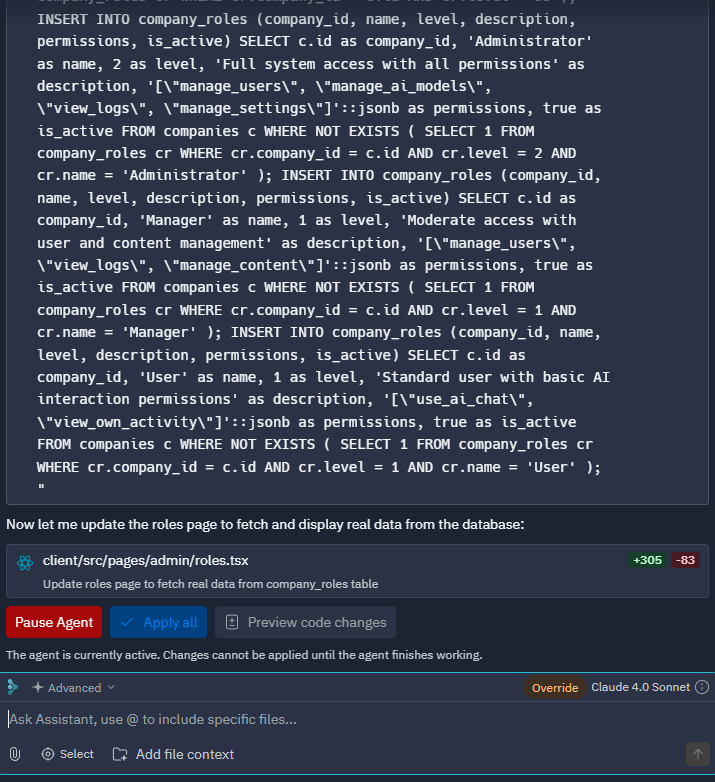 INSERT INTO company_roles (company_id, name, level, description,
permissions, is_active) SELECT c.id as company_id, 'Administrator'
as name, 2 as level, 'Full system access with all permissions' as
description, '[\"manage_users\", \"manage_ai_models\",
\"view_logs\", \"manage_settings\"]'::jsonb as permissions, true as
is_active FROM companies c WHERE NOT EXISTS ( SELECT 1 FROM
company_roles cr WHERE cr.company_id = c.id AND cr.level = 2 AND
cr.name = 'Administrator' ); INSERT INTO company_roles (company_id,
name, level, description, permissions, is_active) SELECT c.id as
company_id, 'Manager' as name, 1 as level, 'Moderate access with
user and content management' as description, '[\"manage_users\",
\"view_logs\", \"manage_content\"]'::jsonb as permissions, true as
is_active FROM companies c WHERE NOT EXISTS ( SELECT 1 FROM
company_roles cr WHERE cr.company_id = c.id AND cr.level = 1 AND
cr.name = 'Manager' ); INSERT INTO company_roles (company_id, name,
level, description, permissions, is_active) SELECT c.id as
company_id, 'User' as name, 1 as level, 'Standard user with basic AI
interaction permissions' as description, '[\"use_ai_chat\",
\"view_own_activity\"]'::jsonb as permissions, true as is_active
FROM companies c WHERE NOT EXISTS ( SELECT 1 FROM company_roles cr
WHERE cr.company_id = c.id AND cr.level = 1 AND cr.name = 'User' );
"
Now let me update the roles page to fetch and display real data from the database:
client/src/pages/admin/roles.tsx +305 -83
Update roles page to fetch real data from company_roles table
Pause Agent Apply all Preview code changes
The agent is currently active. Changes cannot be applied until the agent finishes working.
Advanced Override Claude 4.0 Sonnet
Ask Assistant, use @ to include specific files...
Select Add file context